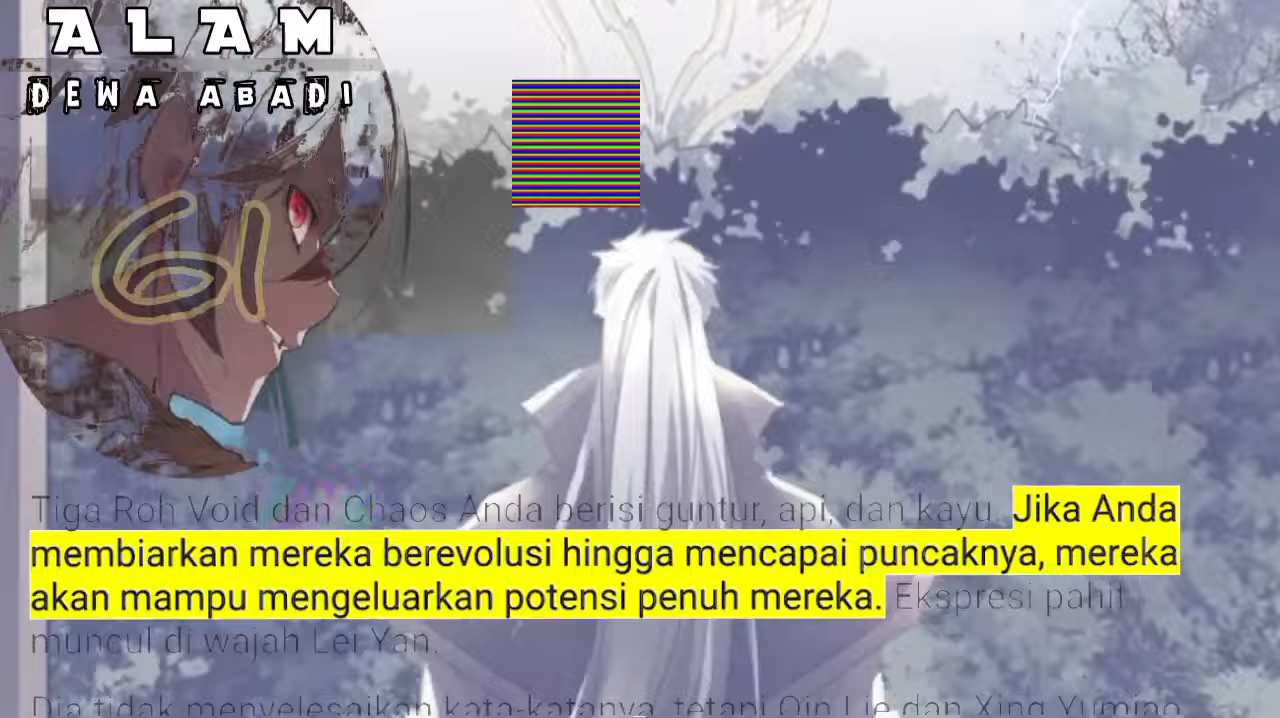 ALAM
DEWA ABADI
61
Tiga Roh Void dan Chaos Anda berisi guntur, api, dan kayu. Jika Anda
membiarkan mereka berevolusi hingga mencapai puncaknya, mereka
akan mampu mengeluarkan potensi penuh mereka. Ekspresi pahit
muncul di wajah Lei Yan.
Dia tidak menyelesaikan kata-katanya, tetapi Qin Lie dan Xing Yumiao